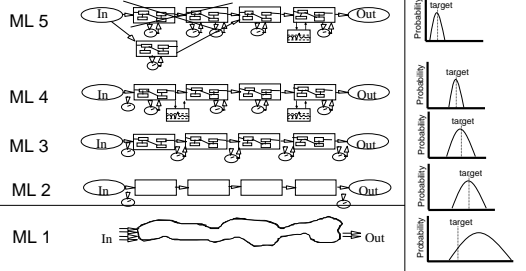 ML 5
In
Out
Probability
target
ML 4
In
Out
Probability
target
ML 3
In
Out
Probability
target
ML 2
In
Out
Probability
target
ML 1
In
Out
Probability
target